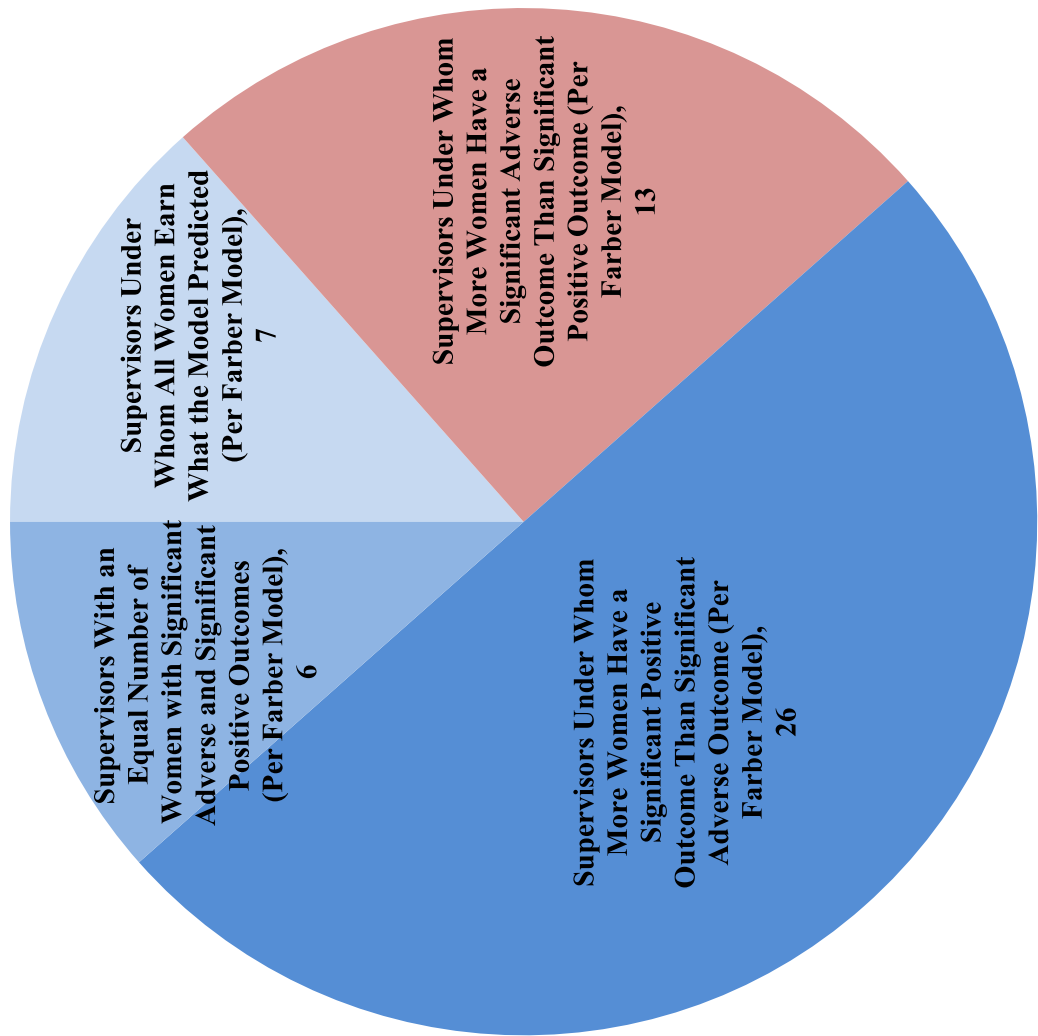 Supervisors Under
Whom All Women Earn
What the Model Predicted
(Per Farber Model),
7
Supervisors Under Whom
More Women Have a
Significant Adverse
Outcome Than Significant
Positive Outcome (Per
Farber Model),
13
Supervisors With an
Equal Number of
Women with Significant
Adverse and Significant
Positive Outcomes
(Per Farber Model),
6
Supervisors Under Whom
More Women Have a
Significant Positive
Outcome Than Significant
Adverse Outcome (Per
Farber Model),
26